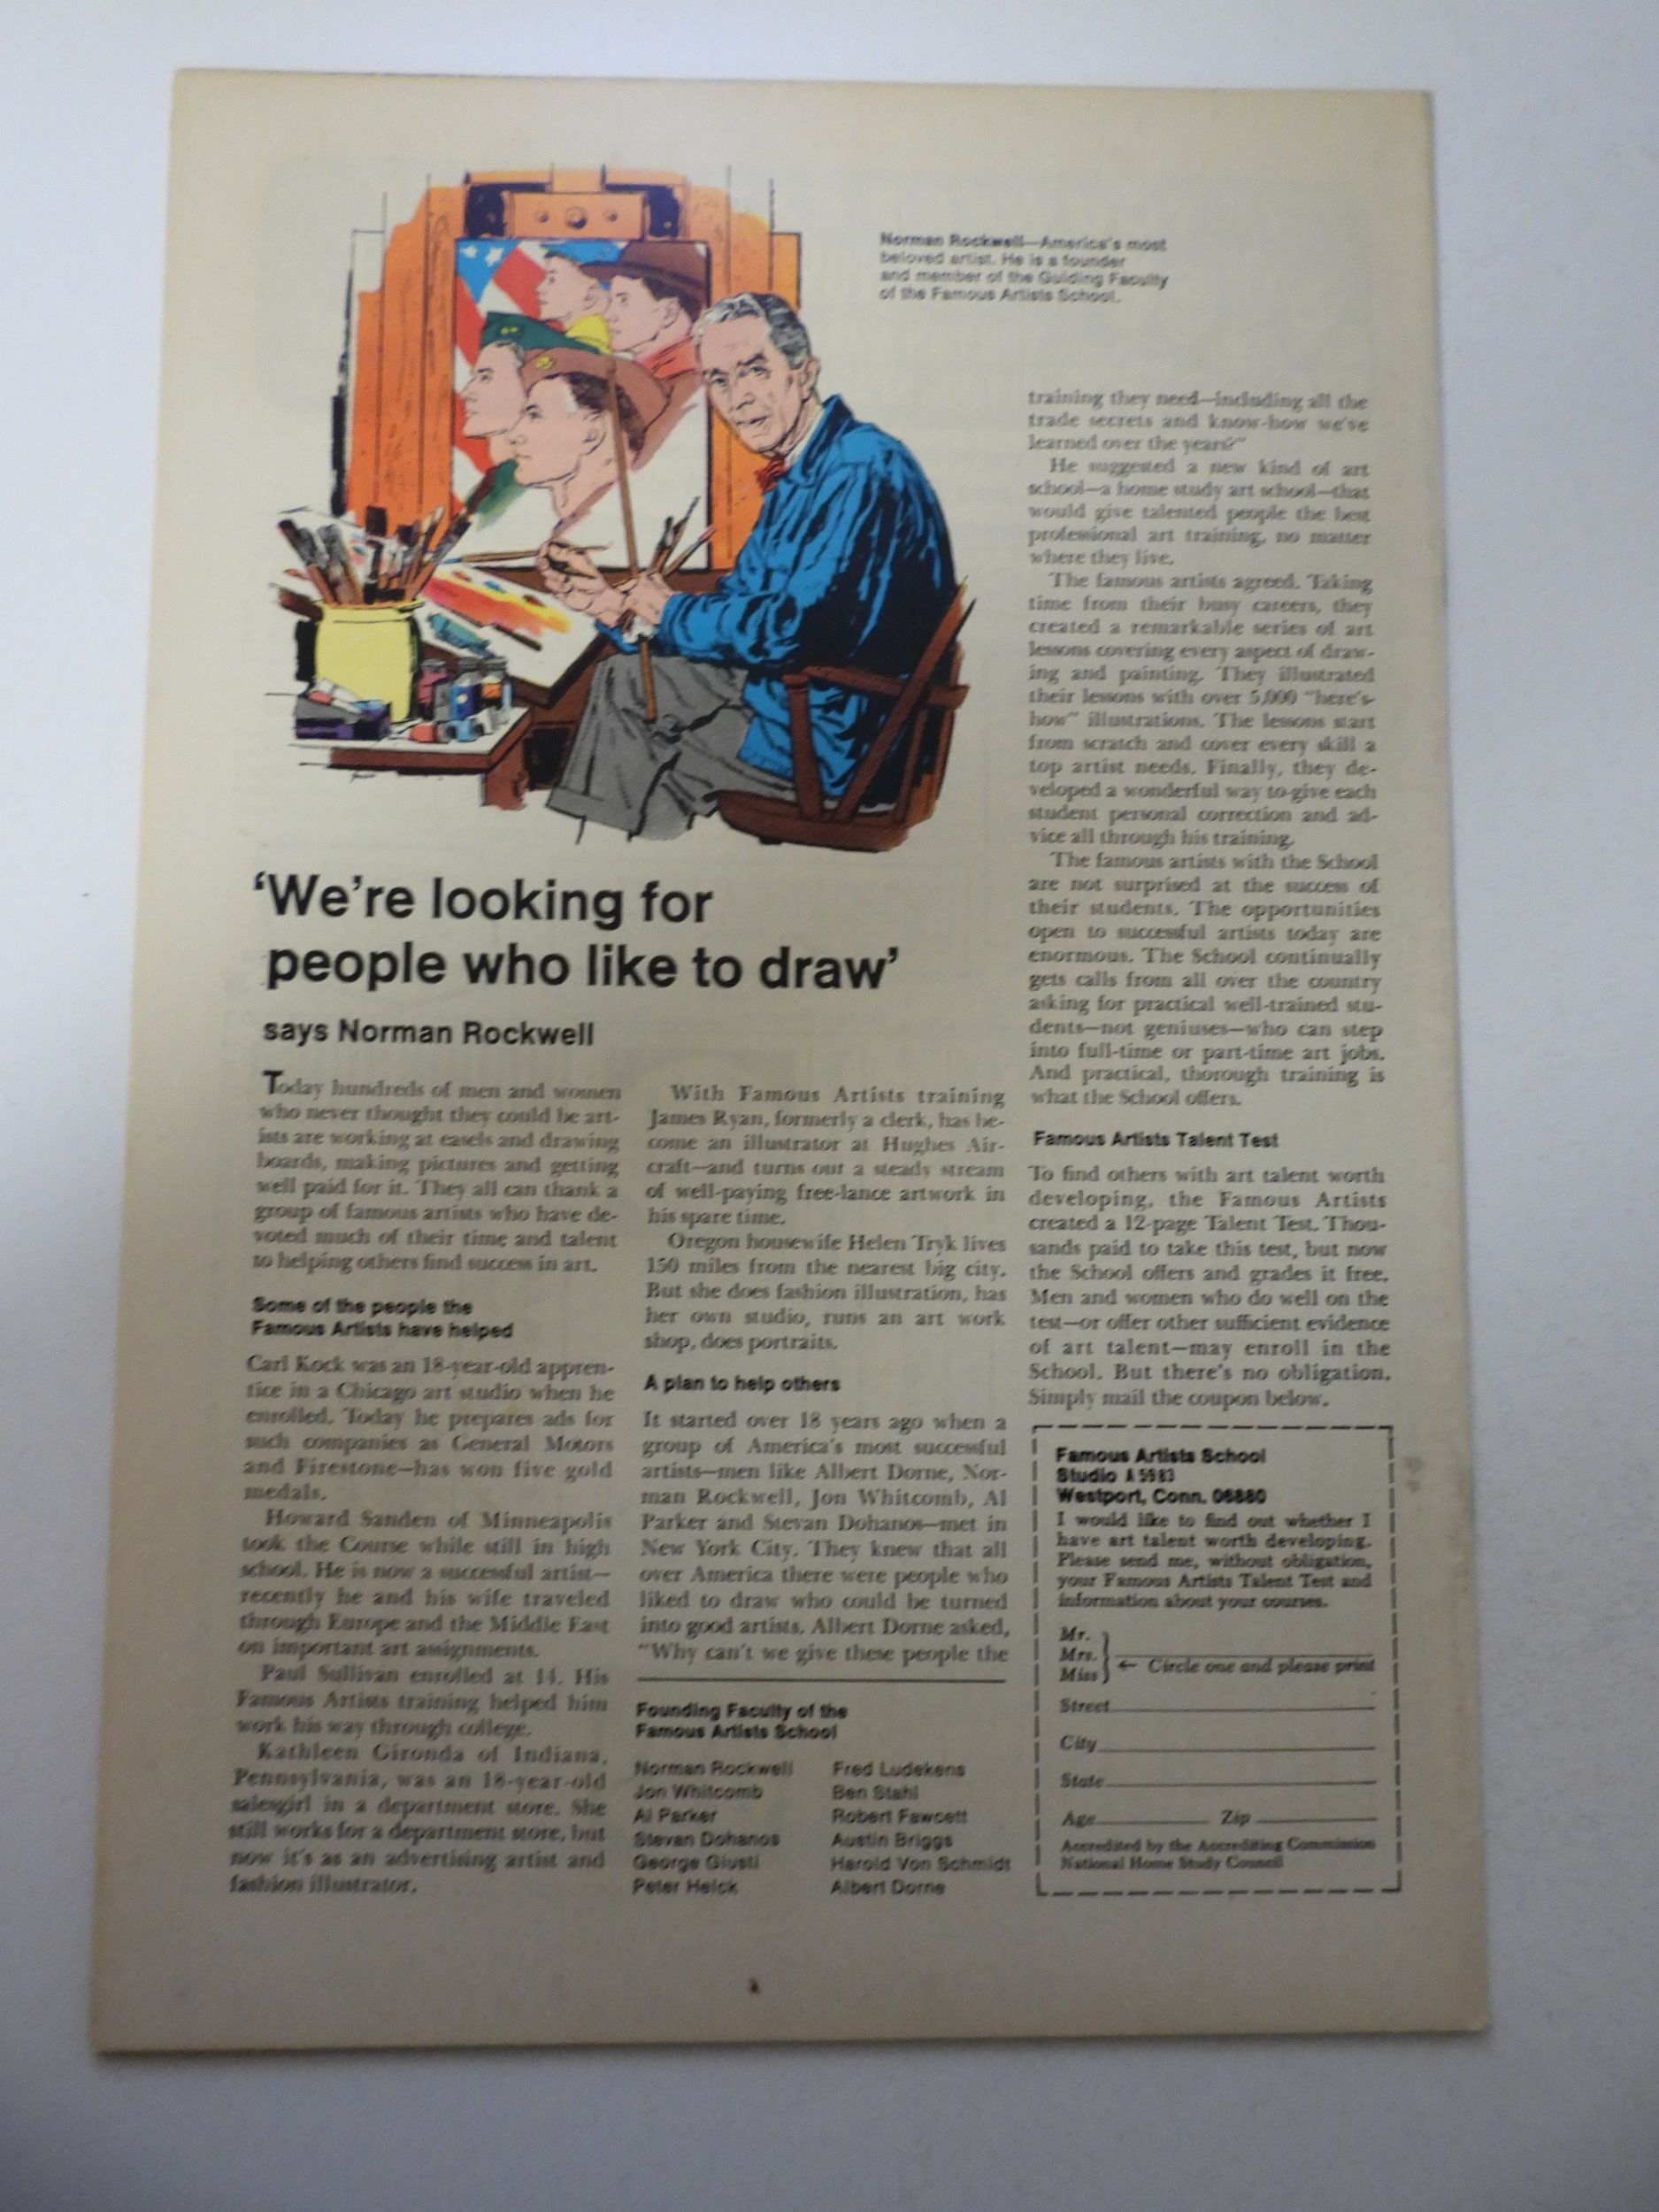 Norman Rockwell—America's most
beloved artist. He is a founder
and member of the Guiding Faculty
of the Famous Artists School.
'We're looking for
people who like to draw'
says Norman Rockwell
Today hundreds of men and women
who never thought they could be art-
ists are working at easels and drawing
boards, making pictures and getting
well paid for it. They all can thank a
group of famous artists who have de-
voted much of their time and talent
to helping others find success in art.
Some of the people the
Famous Artists have helped
Carl Kock was an 18-year-old appren-
tice in a Chicago art studio when he
enrolled. Today he prepares ads for
such companies as General Motors
and Firestone—has won five gold
medals.
Howard Sanden of Minneapolis
took the Course while still in high
school. He is now a successful artist—
recently he and his wife traveled
through Europe and the Middle East
on important art assignments.
Paul Sullivan enrolled at 14. His
Famous Artists training helped him
work his way through college.
Kathleen Gironda of Indiana,
Pennsylvania, was an 18-year-old
salesgirl in a department store. She
still works for a department store, but
now it's as an advertising artist and
fashion illustrator.
With Famous Artists training
James Ryan, formerly a clerk, has be-
come an illustrator at Hughes Air-
craft—and turns out a steady stream
of well-paying free-lance artwork in
his spare time.
Oregon housewife Helen Tryk lives
150 miles from the nearest big city.
But she does fashion illustration, has
her own studio, runs an art work
shop, does portraits.
A plan to help others
It started over 18 years ago when a
group of America's most successful
artists—men like Albert Dorne, Nor-
man Rockwell, Jon Whitcomb, Al
Parker and Stevan Dohanos—met in
New York City. They knew that all
over America there were people who
liked to draw who could be turned
into good artists. Albert Dorne asked,
"Why can't we give these people the
Founding Faculty of the
Famous Artists School
Norman Rockwell
Jon Whitcomb
Al Parker
Stevan Dohanos
George Giusti
Peter Helck
Fred Ludekens
Ben Stahl
Robert Fawcett
Austin Briggs
Harold Von Schmidt
Albert Dorne
training they need—including all the
trade secrets and know-how we've
learned over the years?"
He suggested a new kind of art
school—a home study art school—that
would give talented people the best
professional art training, no matter
where they live.
The famous artists agreed. Taking
time from their busy careers, they
created a remarkable series of art
lessons covering every aspect of draw-
ing and painting. They illustrated
their lessons with over 5,000 "here's-
how" illustrations. The lessons start
from scratch and cover every skill a
top artist needs. Finally, they de-
veloped a wonderful way to give each
student personal correction and ad-
vice all through his training.
The famous artists with the School
are not surprised at the success of
their students. The opportunities
open to successful artists today are
enormous. The School continually
gets calls from all over the country
asking for practical well-trained stu-
dents—not geniuses—who can step
into full-time or part-time art jobs.
And practical, thorough training is
what the School offers.
Famous Artists Talent Test
To find others with art talent worth
developing, the Famous Artists
created a 12-page Talent Test. Thou-
sands paid to take this test, but now
the School offers and grades it free.
Men and women who do well on the
test—or offer other sufficient evidence
of art talent—may enroll in the
School. But there's no obligation.
Simply mail the coupon below.
Famous Artists School
Studio A 5983
Westport, Conn. 06880
I would like to find out whether I
have art talent worth developing.
Please send me, without obligation,
your Famous Artists Talent Test and
information about your courses.
Mr.
Mrs.
Miss
← Circle one and please print
Street
City
State
Age Zip
Accredited by the Accrediting Commission
National Home Study Council